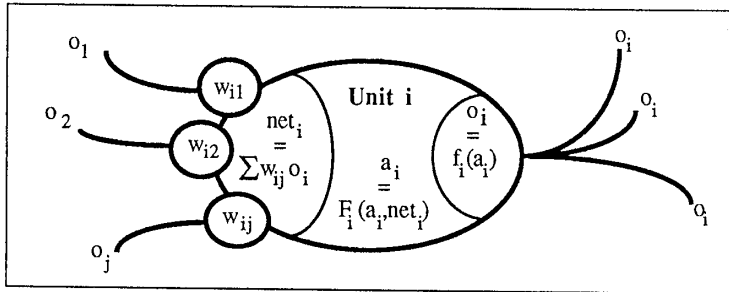 o1
o2
oj
wi1
wi2
wij
neti
=
∑wij oi
Unit i
ai
=
Fi(ai,neti)
oi
=
fi(ai)
oi
oi
oi